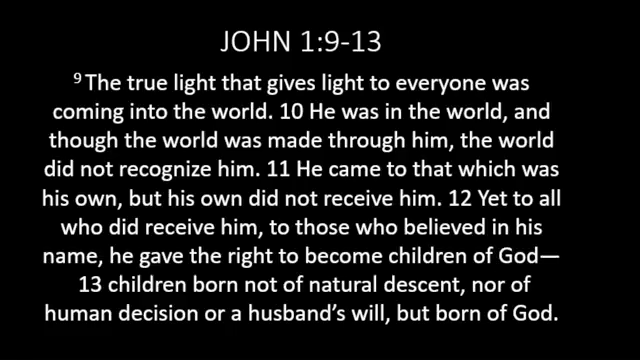 JOHN 1:9-13
⁹ The true light that gives light to everyone was
coming into the world. 10 He was in the world, and
though the world was made through him, the world
did not recognize him. 11 He came to that which was
his own, but his own did not receive him. 12 Yet to all
who did receive him, to those who believed in his
name, he gave the right to become children of God—
13 children born not of natural descent, nor of
human decision or a husband’s will, but born of God.